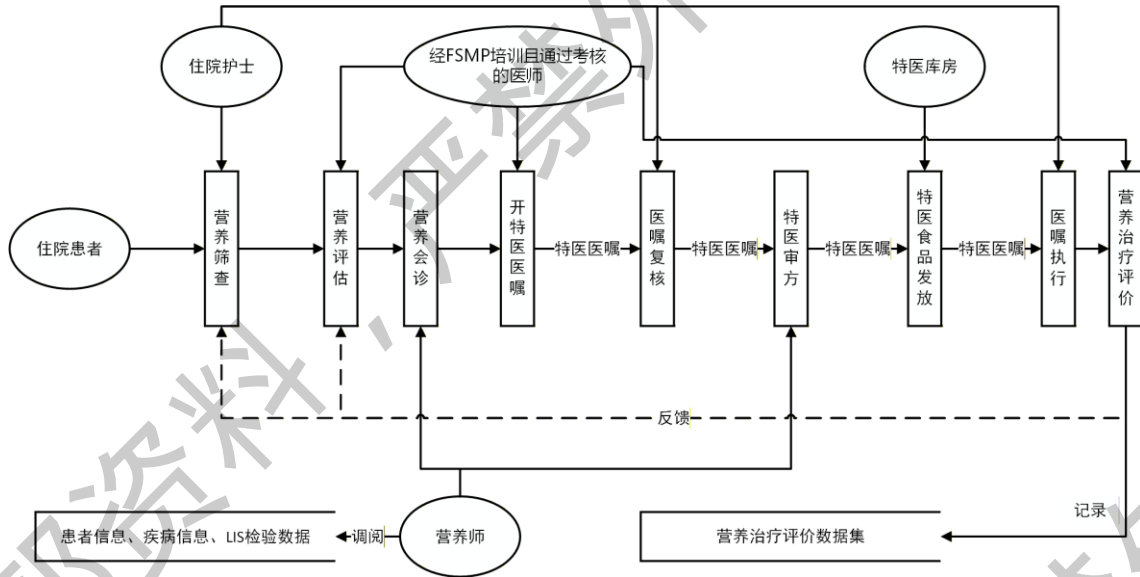 住院护士
经FSMP培训且通过考核
的医师
特医库房
住院患者
营养筛查
营养评估
营养会诊
开特医医嘱
特医医嘱
医嘱复核
特医医嘱
特医审方
特医医嘱
特医食品发放
特医医嘱
医嘱执行
营养治疗评价
反馈
患者信息、疾病信息、LIS检验数据
调阅
营养师
营养治疗评价数据集
记录
资料，严禁外